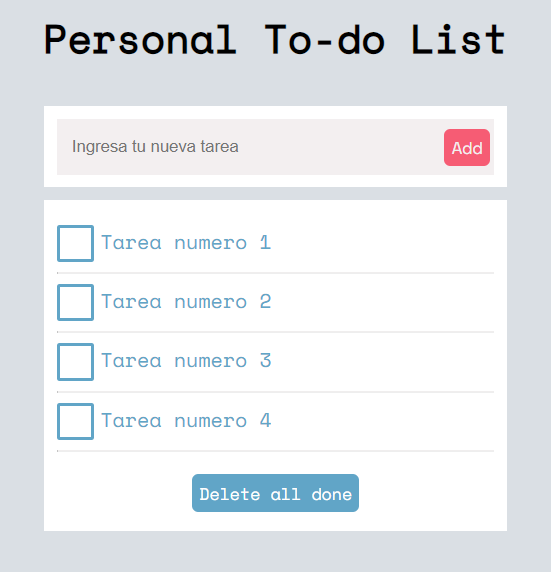 Personal To-do List
Ingresa tu nueva tarea Add
Tarea numero 1
Tarea numero 2
Tarea numero 3
Tarea numero 4
Delete all done